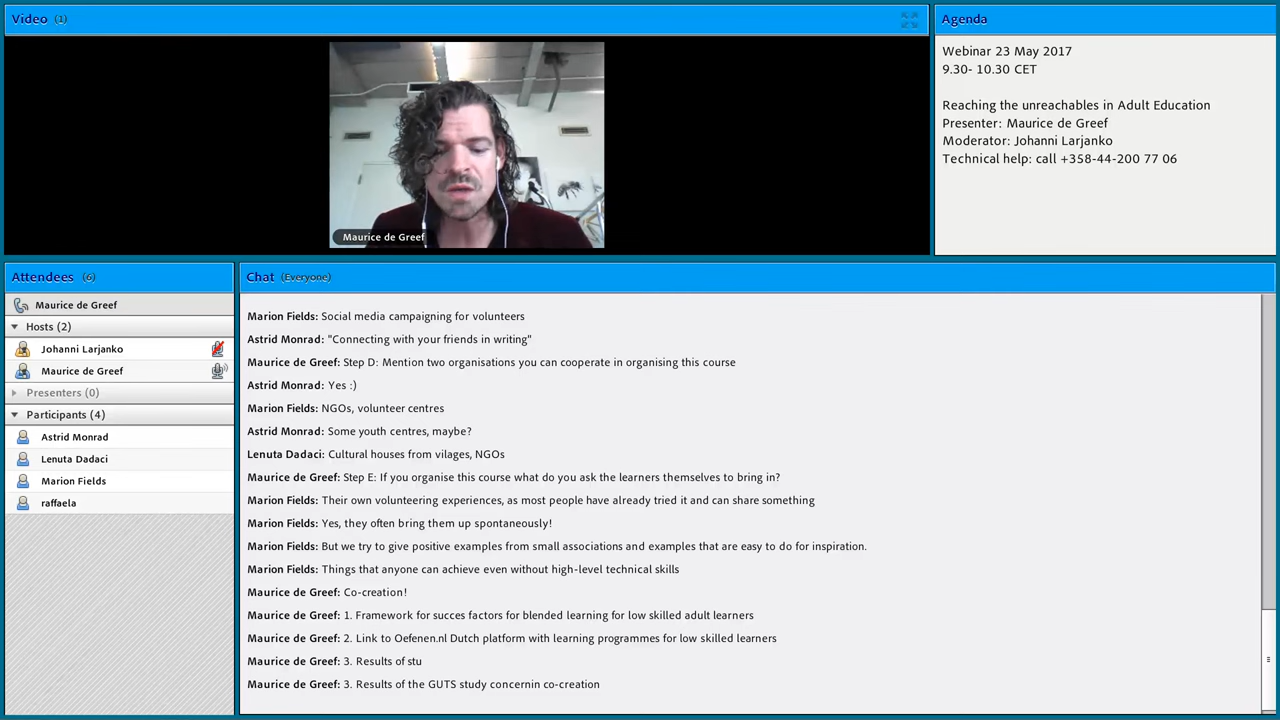 Video (1)
Maurice de Greef
Agenda
Webinar 23 May 2017
9.30- 10.30 CET
Reaching the unreachables in Adult Education
Presenter: Maurice de Greef
Moderator: Johanni Larjanko
Technical help: call +358-44-200 77 06
Attendees (6)
Maurice de Greef
Hosts (2)
Johanni Larjanko
Maurice de Greef
Presenters (0)
Participants (4)
Astrid Monrad
Lenuta Dadaci
Marion Fields
raffaela
Chat (Everyone)
Marion Fields: Social media campaigning for volunteers
Astrid Monrad: "Connecting with your friends in writing"
Maurice de Greef: Step D: Mention two organisations you can cooperate in organising this course
Astrid Monrad: Yes :)
Marion Fields: NGOs, volunteer centres
Astrid Monrad: Some youth centres, maybe?
Lenuta Dadaci: Cultural houses from vilages, NGOs
Maurice de Greef: Step E: If you organise this course what do you ask the learners themselves to bring in?
Marion Fields: Their own volunteering experiences, as most people have already tried it and can share something
Marion Fields: Yes, they often bring them up spontaneously!
Marion Fields: But we try to give positive examples from small associations and examples that are easy to do for inspiration.
Marion Fields: Things that anyone can achieve even without high-level technical skills
Maurice de Greef: Co-creation!
Maurice de Greef: 1. Framework for succes factors for blended learning for low skilled adult learners
Maurice de Greef: 2. Link to Oefenen.nl Dutch platform with learning programmes for low skilled learners
Maurice de Greef: 3. Results of stu
Maurice de Greef: 3. Results of the GUTS study concernin co-creation